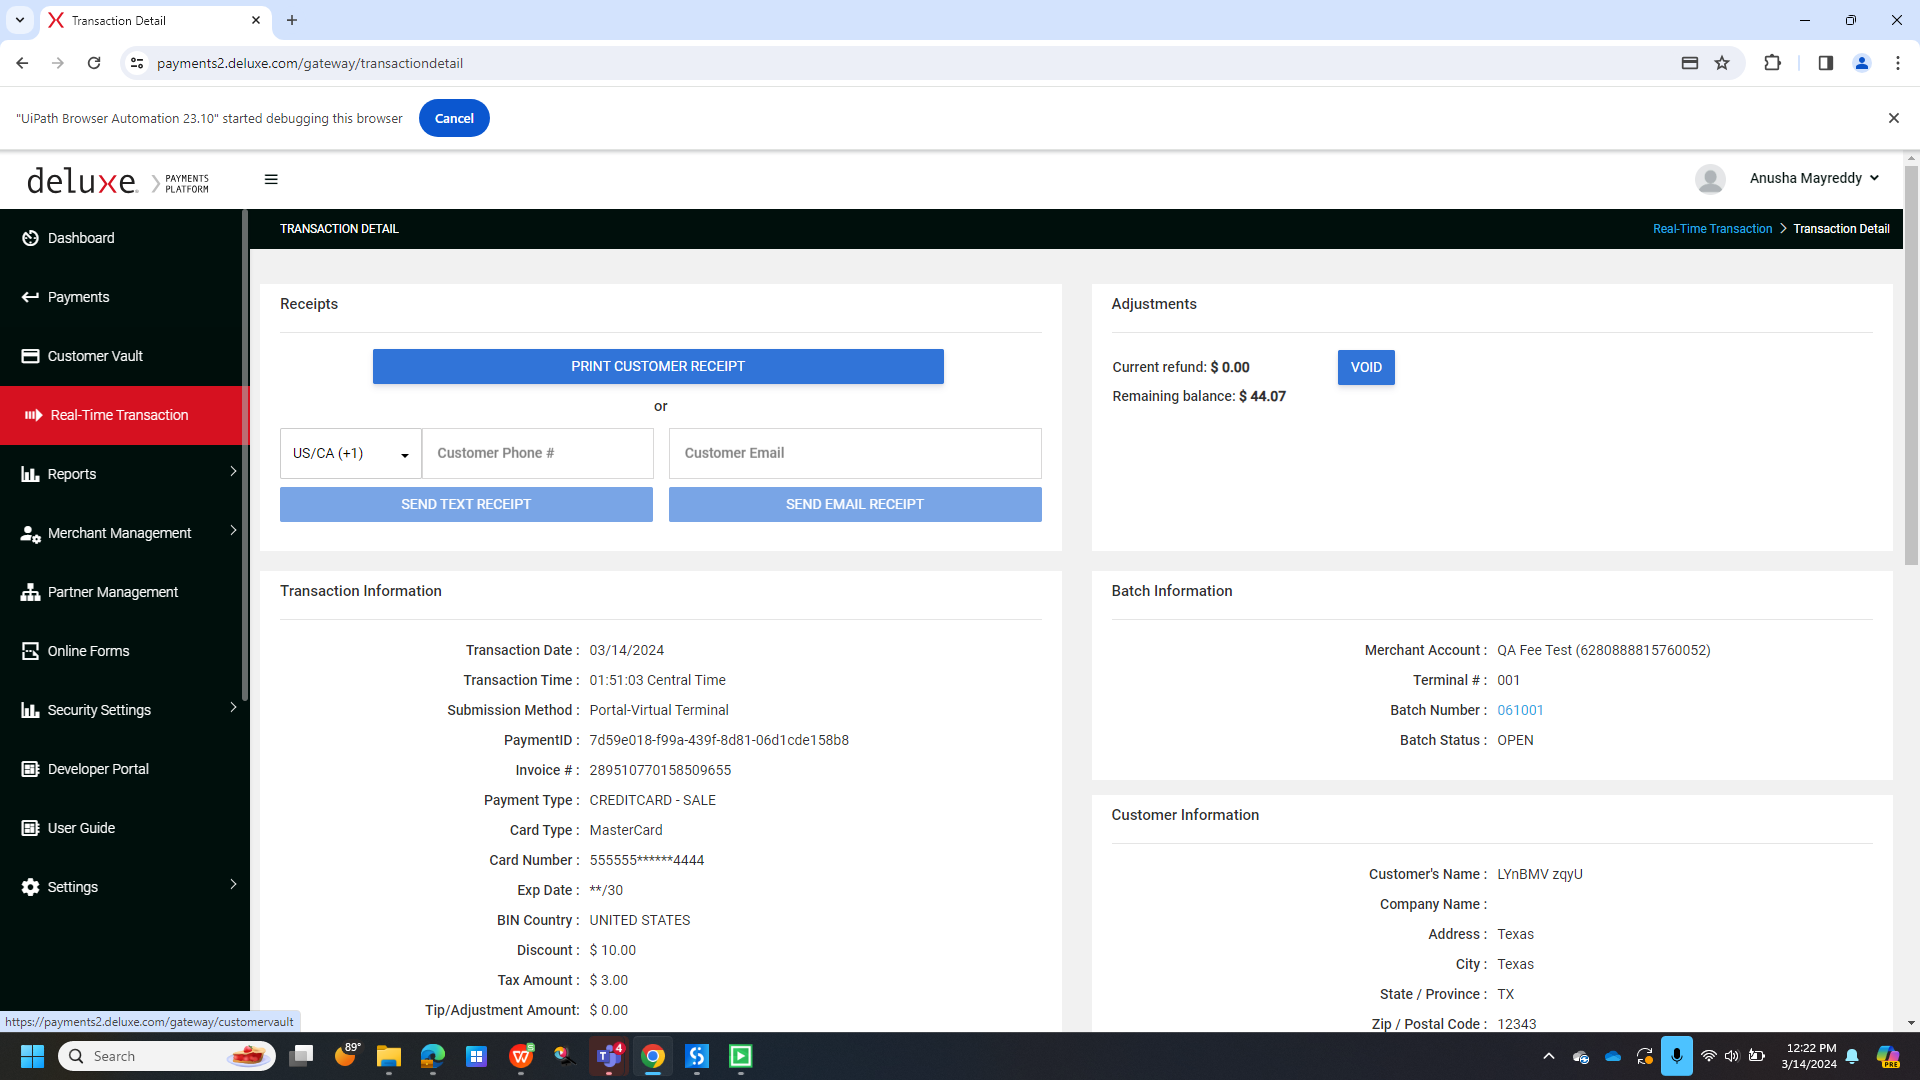 Transaction Detail
payments2.deluxe.com/gateway/transactiondetail
"UiPath Browser Automation 23.10" started debugging this browser
Cancel
deluxe. PAYMENTS PLATFORM
Anusha Mayreddy
TRANSACTION DETAIL
Real-Time Transaction > Transaction Detail
Dashboard
Payments
Customer Vault
Real-Time Transaction
Reports
Merchant Management
Partner Management
Online Forms
Security Settings
Developer Portal
User Guide
Settings
Receipts
PRINT CUSTOMER RECEIPT
or
US/CA (+1)
Customer Phone #
Customer Email
SEND TEXT RECEIPT
SEND EMAIL RECEIPT
Adjustments
Current refund: $ 0.00
VOID
Remaining balance: $ 44.07
Transaction Information
Transaction Date : 03/14/2024
Transaction Time : 01:51:03 Central Time
Submission Method : Portal-Virtual Terminal
PaymentID : 7d59e018-f99a-439f-8d81-06d1cde158b8
Invoice # : 289510770158509655
Payment Type : CREDITCARD - SALE
Card Type : MasterCard
Card Number : 555555******4444
Exp Date : **/30
BIN Country : UNITED STATES
Discount : $ 10.00
Tax Amount : $ 3.00
Tip/Adjustment Amount: $ 0.00
Batch Information
Merchant Account : QA Fee Test (6280888815760052)
Terminal # : 001
Batch Number : 061001
Batch Status : OPEN
Customer Information
Customer's Name : LYnBMV zqyU
Company Name :
Address : Texas
City : Texas
State / Province : TX
Zip / Postal Code : 12343
https://payments2.deluxe.com/gateway/customervault
Search
89°
4
12:22 PM
3/14/2024
PRE